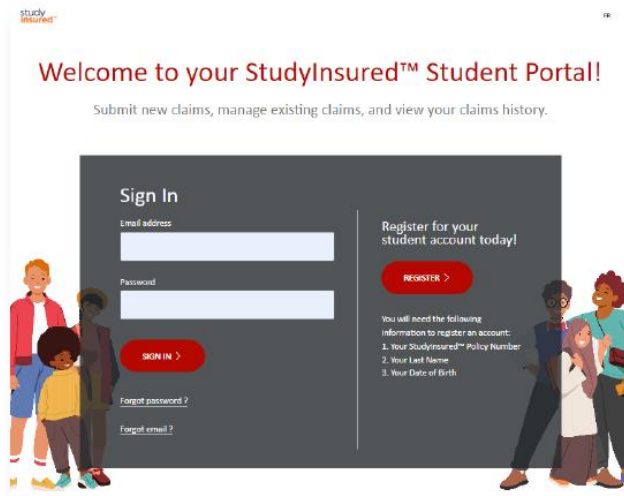 study
insured™
FR
Welcome to your StudyInsured™ Student Portal!
Submit new claims, manage existing claims, and view your claims history.
Sign In
Email address
Password
SIGN IN >
Forgot password ?
Forgot email ?
Register for your
student account today!
REGISTER >
You will need the following
information to register an account:
1. Your StudyInsured™ Policy Number
2. Your Last Name
3. Your Date of Birth